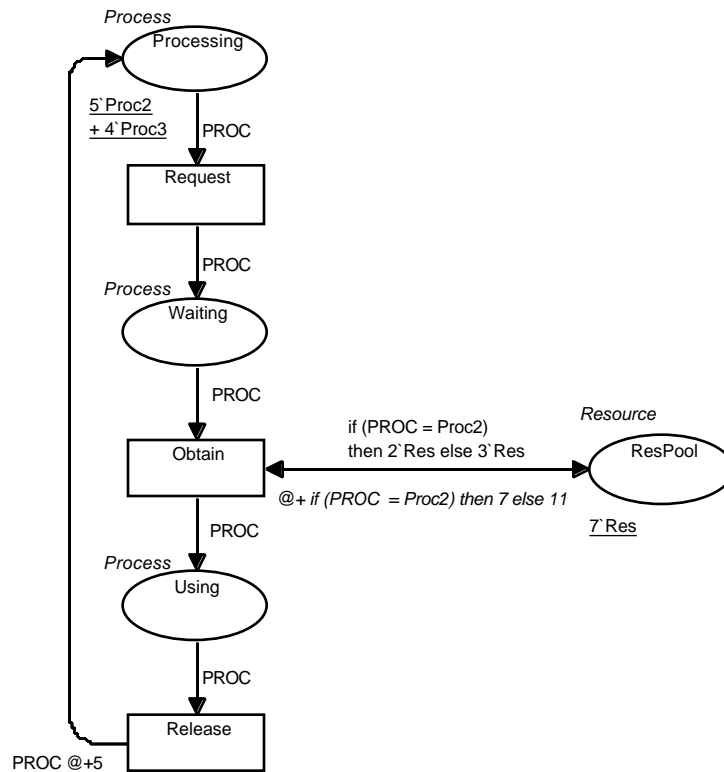 Process
Processing
5`Proc2
+ 4`Proc3
PROC
Request
PROC
Process
Waiting
PROC
if (PROC = Proc2)
then 2`Res else 3`Res
Resource
Obtain
ResPool
@+ if (PROC = Proc2) then 7 else 11
7`Res
PROC
Process
Using
PROC
Release
PROC @+5